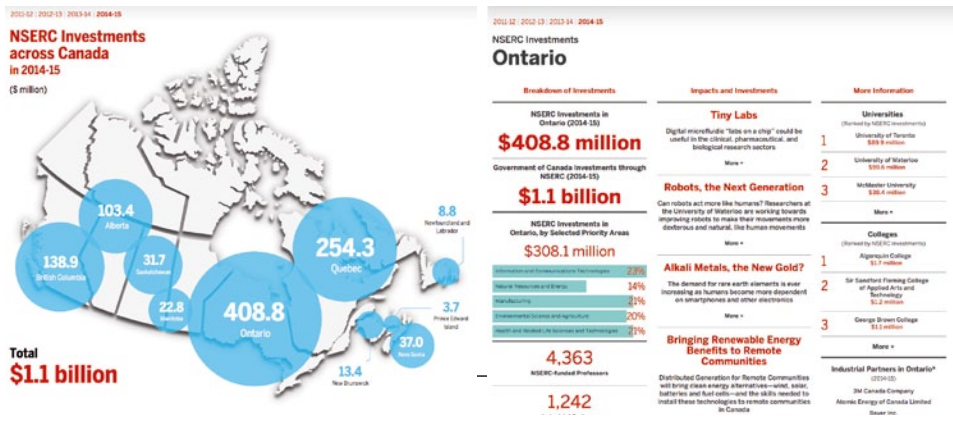 2011-12 | 2012-13 | 2013-14 | 2014-15
NSERC Investments
across Canada
in 2014-15
($ million)
103.4
Alberta
138.9
British Columbia
31.7
Saskatchewan
22.8
Manitoba
408.8
Ontario
254.3
Quebec
8.8
Newfoundland and
Labrador
3.7
Prince Edward
Island
37.0
Nova Scotia
13.4
New Brunswick
Total
$1.1 billion
2011-12 | 2012-13 | 2013-14 | 2014-15
NSERC Investments
Ontario
Breakdown of Investments
NSERC Investments in
Ontario (2014-15)
$408.8 million
Government of Canada Investments through
NSERC (2014-15)
$1.1 billion
NSERC Investments in
Ontario, by Selected Priority Areas
$308.1 million
Information and Communications Technologies 23%
Natural Resources and Energy 14%
Manufacturing 21%
Environmental Science and Agriculture 20%
Health and Related Life Sciences and Technologies 21%
4,363
NSERC-funded Professors
1,242
Impacts and Investments
Tiny Labs
Digital microfluidic "labs on a chip" could be
useful in the clinical, pharmaceutical, and
biological research sectors
More
Robots, the Next Generation
Can robots act more like humans? Researchers at
the University of Waterloo are working towards
improving robots to make their movements more
dexterous and natural, like human movements
More
Alkali Metals, the New Gold?
The demand for rare earth elements is ever
increasing as humans become more dependent
on smartphones and other electronics
More
Bringing Renewable Energy
Benefits to Remote
Communities
Distributed Generation for Remote Communities
will bring clean energy alternatives—wind, solar,
batteries and fuel cells—and the skills needed to
install these technologies to remote communities
in Canada
More Information
Universities
(Ranked by NSERC investments)
1 University of Toronto
$89.9 million
2 University of Waterloo
3 McMaster University
$38.4 million
More
Colleges
(Ranked by NSERC investments)
1 Algonquin College
$1.7 million
2 Sir Sandford Fleming College
of Applied Arts and
Technology
$1.2 million
3 George Brown College
$1.1 million
More
Industrial Partners in Ontario*
(2014-15)
3M Canada Company
Atomic Energy of Canada Limited
Bayer Inc.